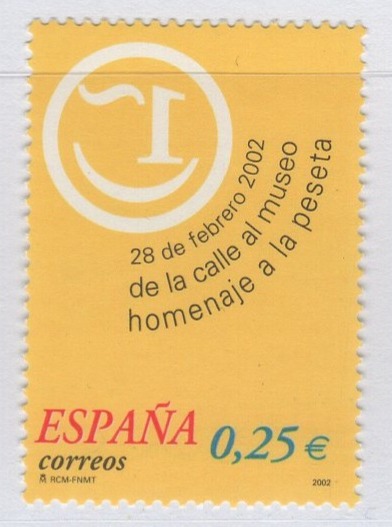 28 de febrero 2002
de la calle al museo
homenaje a la peseta
ESPAÑA
0,25 €
correos
RCM-FNMT
2002